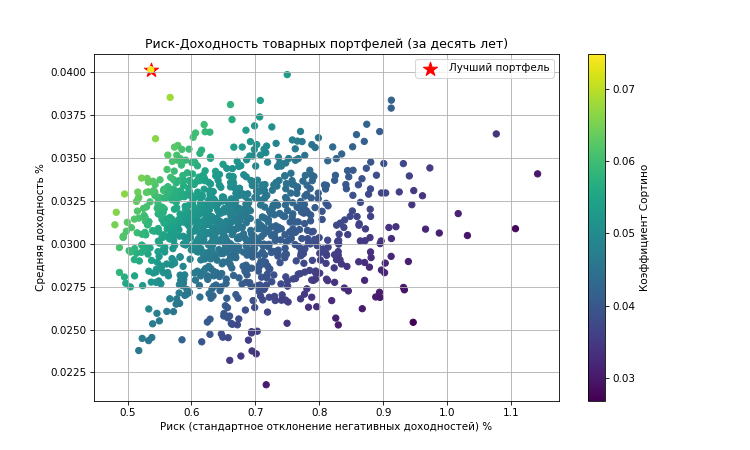 Риск-Доходность товарных портфелей (за десять лет)
Лучший портфель
Средняя доходность %
0.0400
0.0375
0.0350
0.0325
0.0300
0.0275
0.0250
0.0225
0.5 0.6 0.7 0.8 0.9 1.0 1.1
Риск (стандартное отклонение негативных доходностей) %
0.07
0.06
0.05
0.04
0.03
Коэффициент Сортино